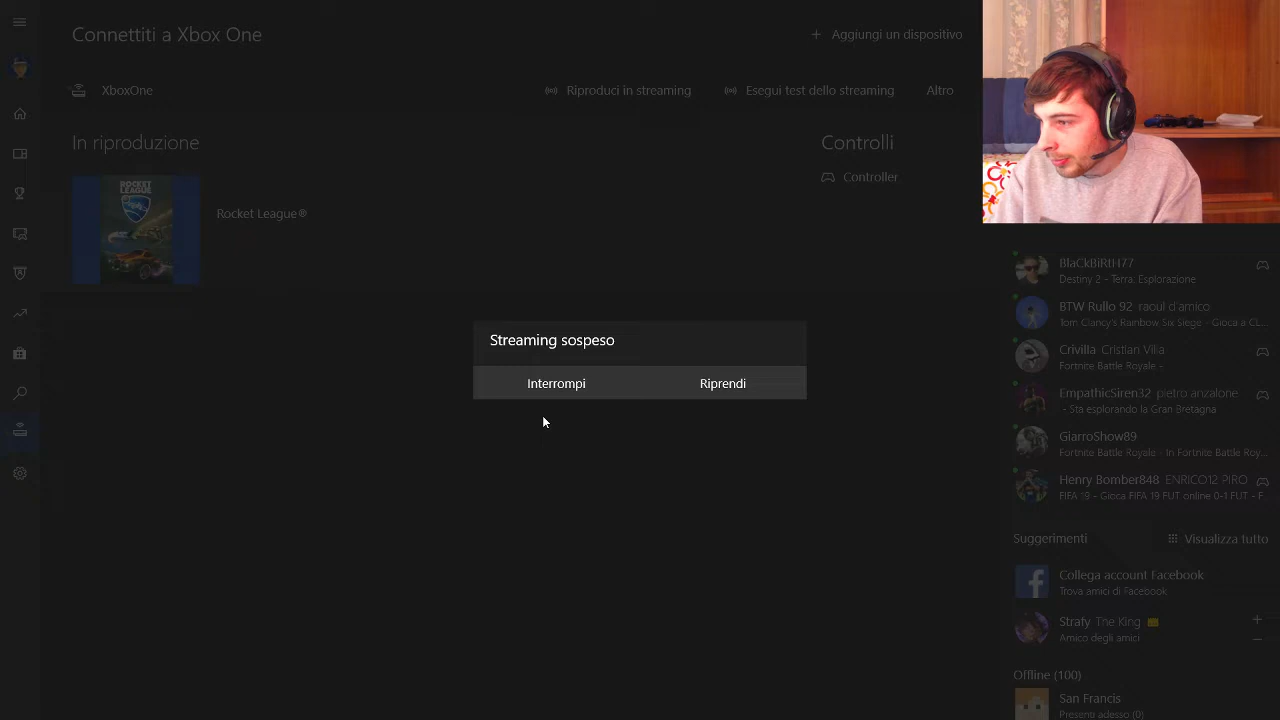 Connettiti a Xbox One
Aggiungi un dispositivo
XboxOne
Riproduci in streaming
Esegui test dello streaming
Altro
In riproduzione
Controlli
ROCKET
LEAGUE
Rocket League®
Controller
Streaming sospeso
Interrompi
Riprendi
BlaCkBiRtH77
Destiny 2 - Terra: Esplorazione
BTW Rullo 92 raoul d'amico
Tom Clancy's Rainbow Six Siege - Gioca a CL...
Crivilla Cristian Villa
Fortnite Battle Royale -
EmpathicSiren32 pietro anzalone
- Sta esplorando la Gran Bretagna
GiarroShow89
Fortnite Battle Royale - In Fortnite Battle Roy...
Henry Bomber848 ENRICO12 PIRO
FIFA 19 - Gioca FIFA 19 FUT online 0-1 FUT - F
Suggerimenti
Visualizza tutto
Collega account Facebook
Trova amici di Facebook
Strafy The King
Amico degli amici
Offline (100)
San Francis
Presenti adesso (0)